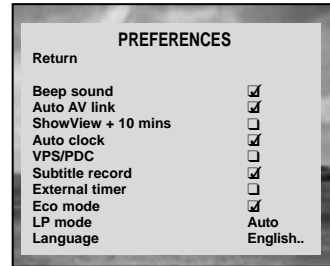 PREFERENCES
Return
Beep sound ☑
Auto AV link ☑
ShowView + 10 mins ❏
Auto clock ☑
VPS/PDC ❏
Subtitle record ☑
External timer ❏
Eco mode ☑
LP mode Auto
Language English..